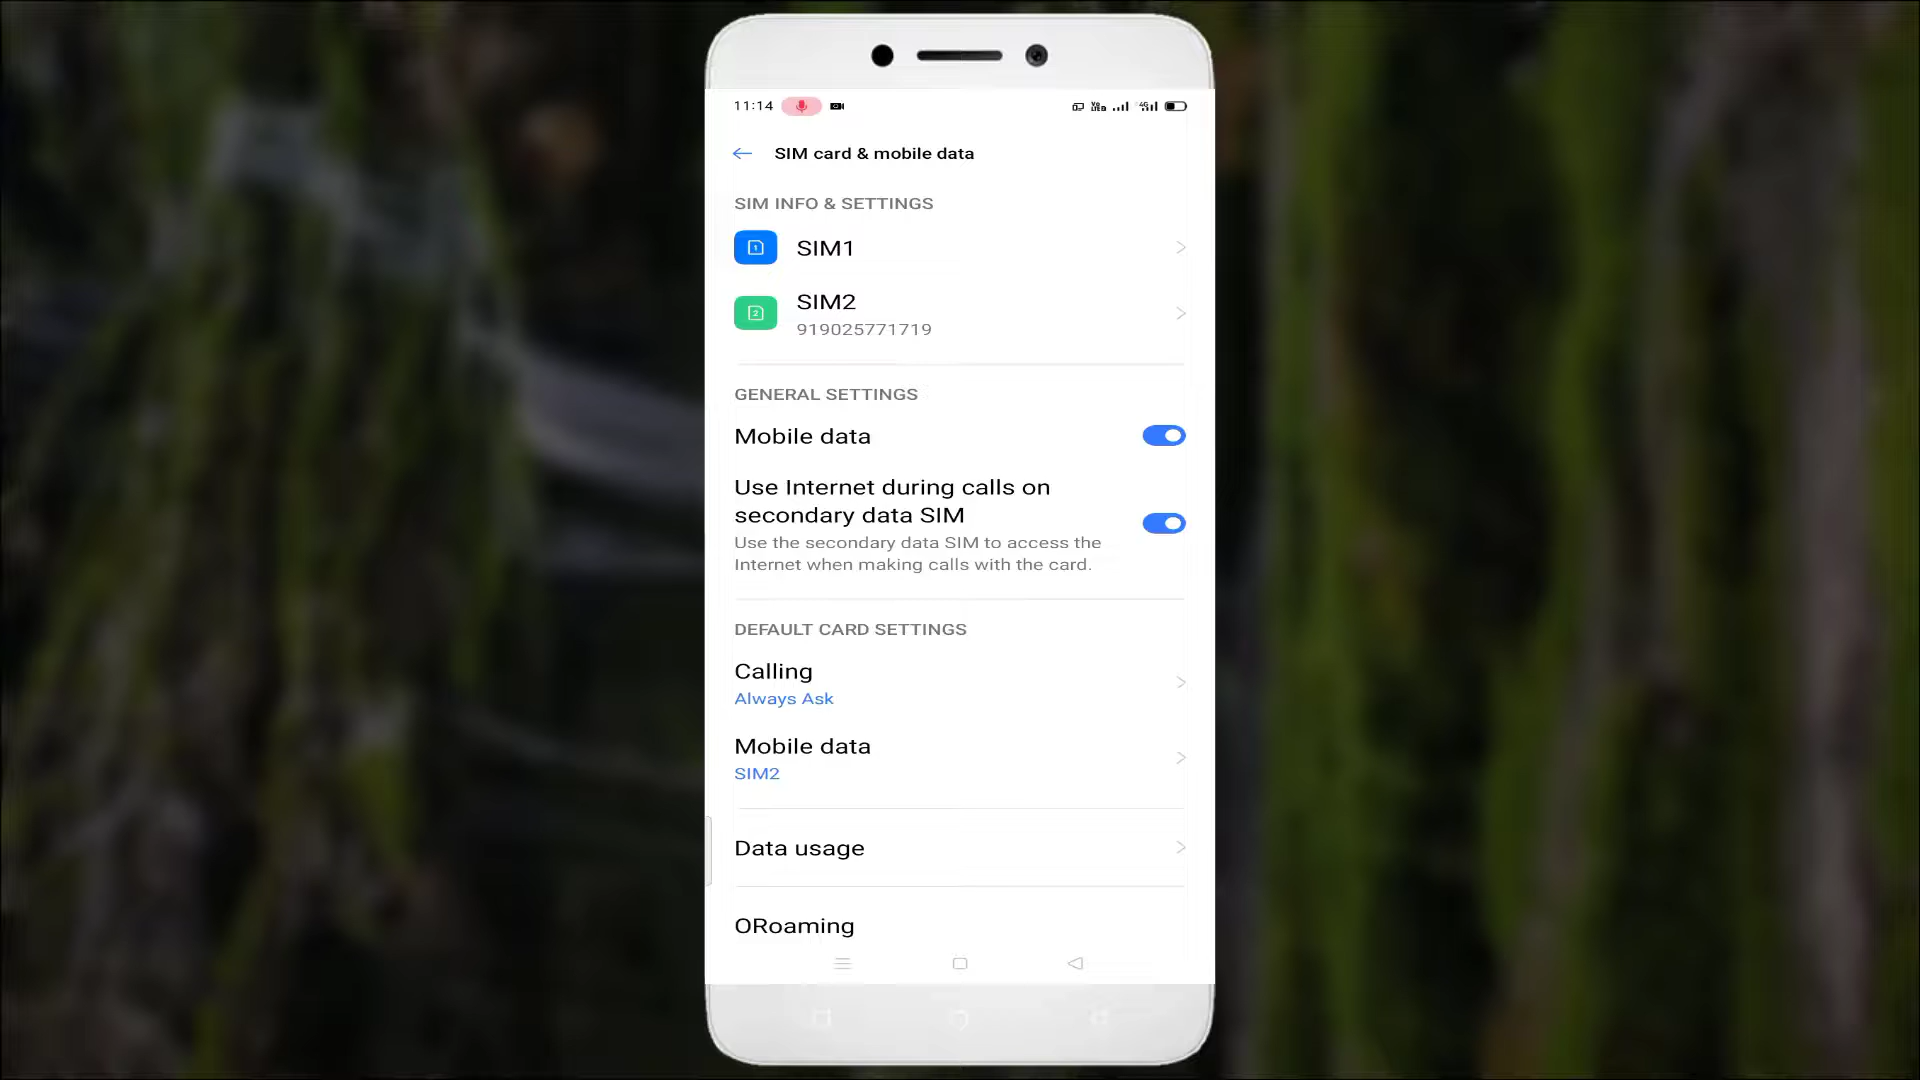 11:14
SIM card & mobile data
SIM INFO & SETTINGS
SIM1
SIM2
919025771719
GENERAL SETTINGS
Mobile data
Use Internet during calls on
secondary data SIM
Use the secondary data SIM to access the
Internet when making calls with the card.
DEFAULT CARD SETTINGS
Calling
Always Ask
Mobile data
SIM2
Data usage
ORoaming